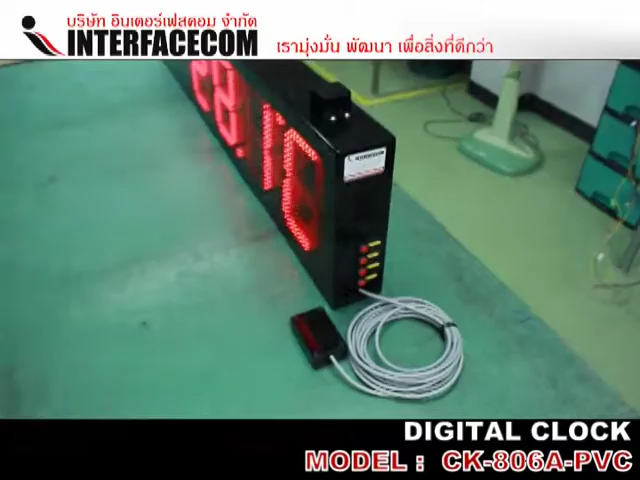 บริษัท อินเตอร์เฟสคอม จำกัด
INTERFACECOM
เรามุ่งมั่น พัฒนา เพื่อสิ่งที่ดีกว่า
INTERFACECOM
DIGITAL CLOCK
MODEL : CK-806A-PVC